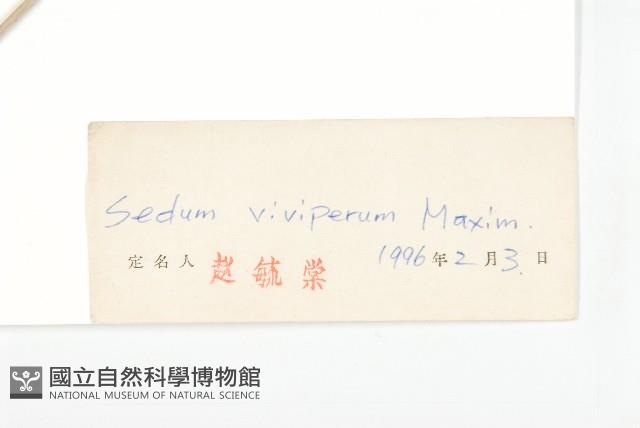 Sedum viviperum Maxim.
定名人 赵毓棠 1996年2月3日
國立自然科學博物館
NATIONAL MUSEUM OF NATURAL SCIENCE